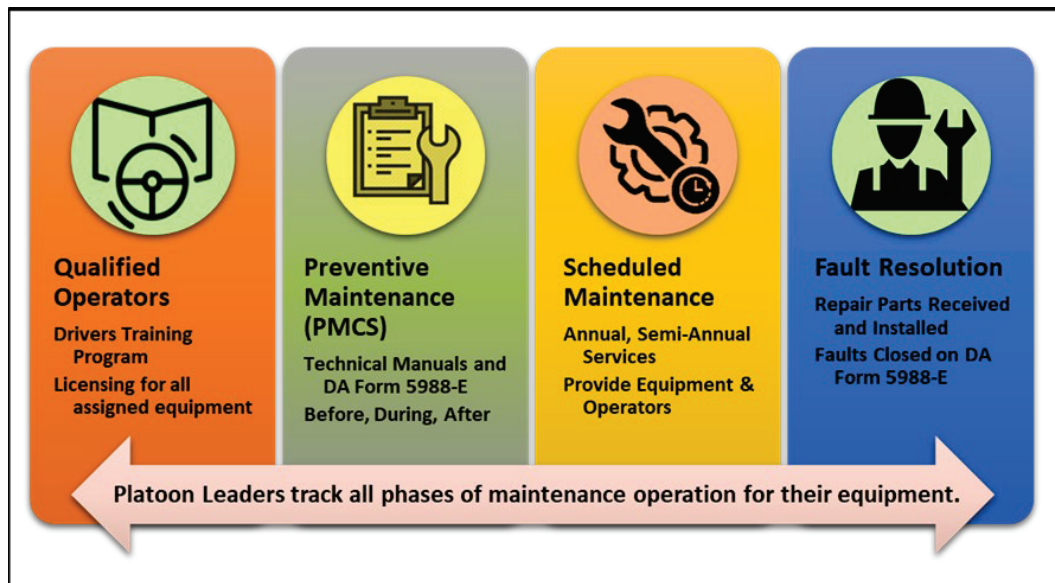 Qualified
Operators
Drivers Training
Program
Licensing for all
assigned equipment
Preventive
Maintenance
(PMCS)
Technical Manuals and
DA Form 5988-E
Before, During, After
Scheduled
Maintenance
Annual, Semi-Annual
Services
Provide Equipment &
Operators
Fault Resolution
Repair Parts Received
and Installed
Faults Closed on DA
Form 5988-E
Platoon Leaders track all phases of maintenance operation for their equipment.